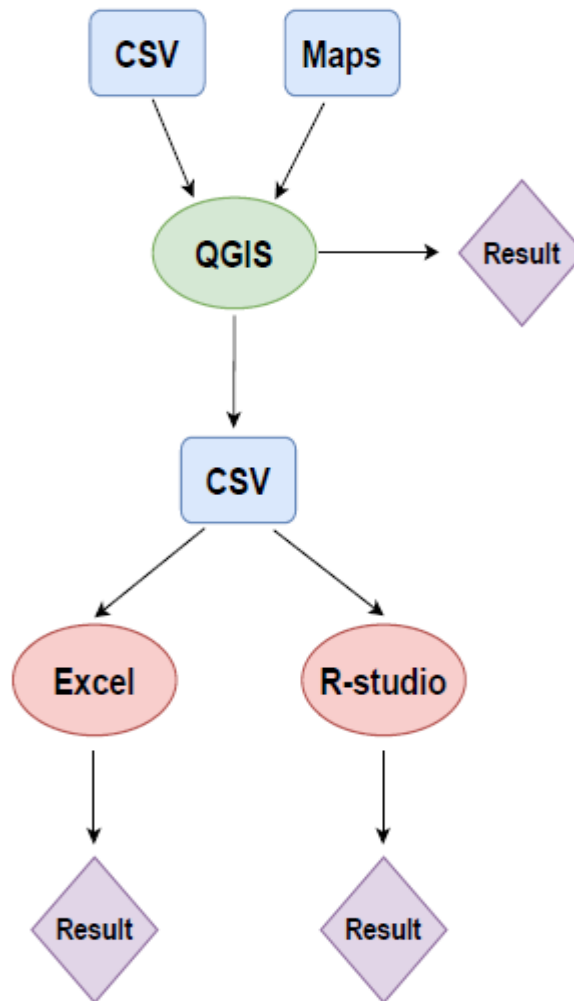 CSV
Maps
QGIS
Result
CSV
Excel
R-studio
Result
Result